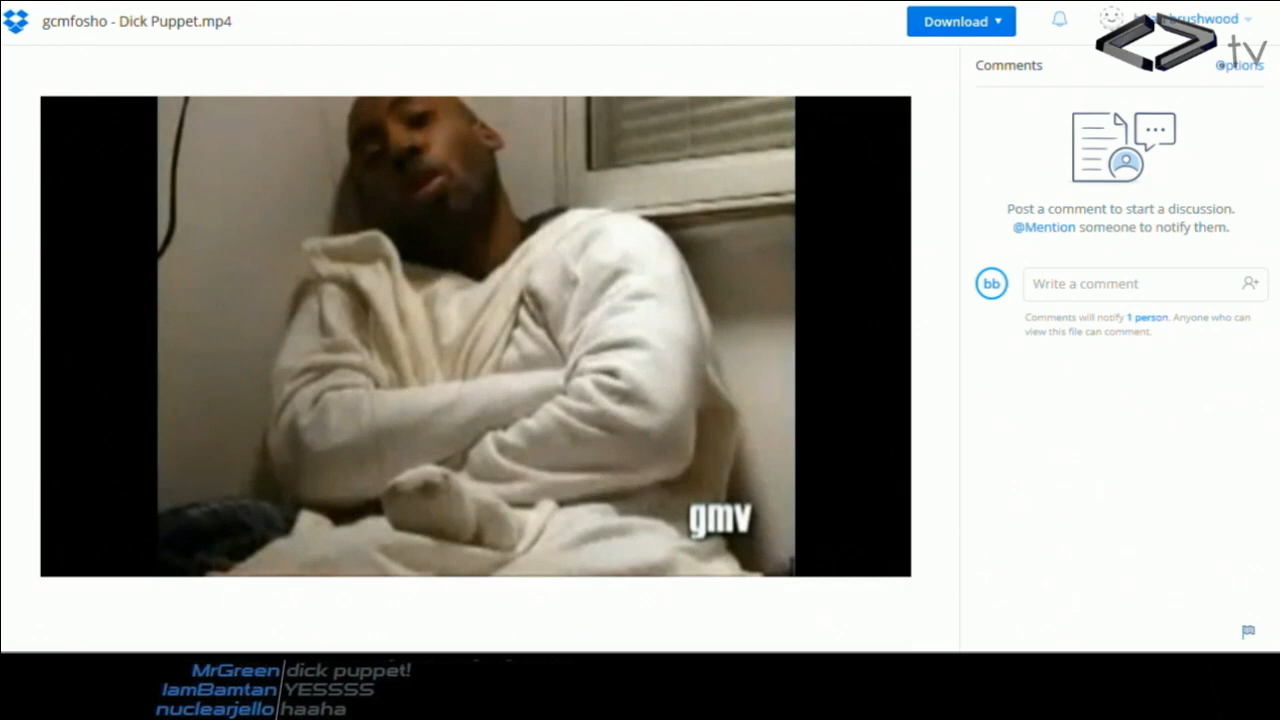 gcmfosho - Dick Puppet.mp4
Download
brushwood
<>.tv
Comments
Options
Post a comment to start a discussion.
@Mention someone to notify them.
bb
Write a comment
Comments will notify 1 person. Anyone who can
view this file can comment.
gmv
MrGreen dick puppet!
IamBamtan YESSSS
nuclearjello haaha